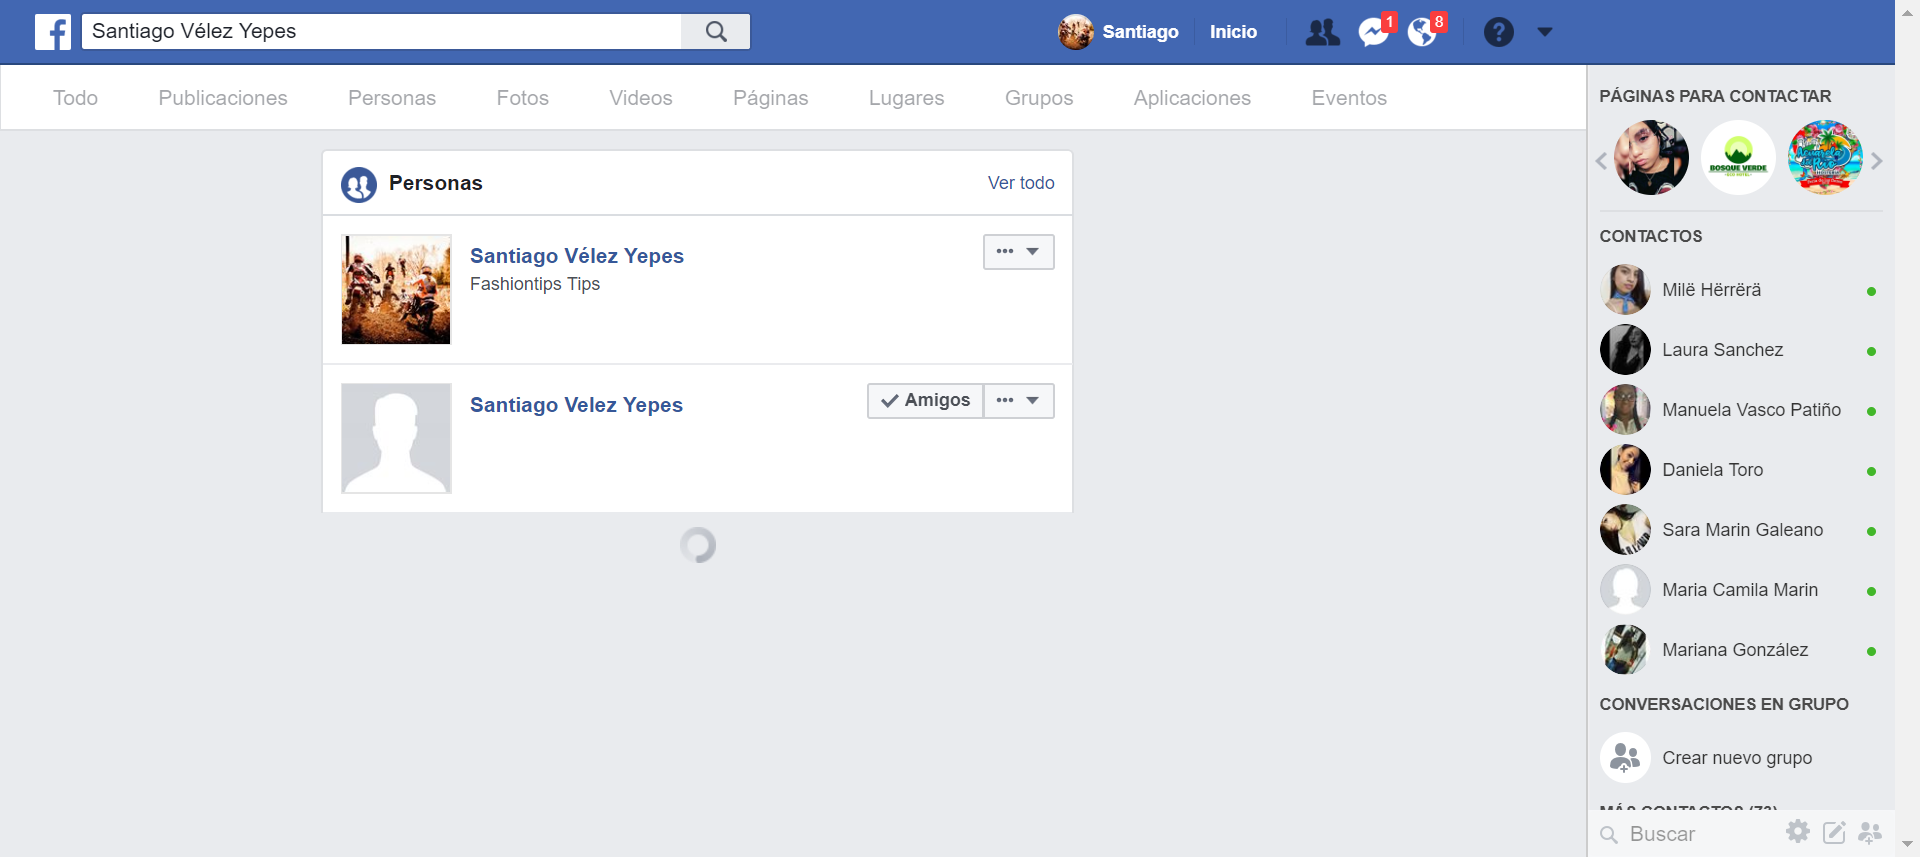 Santiago Vélez Yepes
Santiago
Inicio
1
8
Todo
Publicaciones
Personas
Fotos
Videos
Páginas
Lugares
Grupos
Aplicaciones
Eventos
Personas
Ver todo
Santiago Vélez Yepes
Fashiontips Tips
Santiago Velez Yepes
Amigos
PÁGINAS PARA CONTACTAR
BOSQUE VERDE
CONTACTOS
Milë Hërrërä
Laura Sanchez
Manuela Vasco Patiño
Daniela Toro
Sara Marin Galeano
Maria Camila Marin
Mariana González
CONVERSACIONES EN GRUPO
Crear nuevo grupo
MÁS CONTACTOS (73)
Buscar